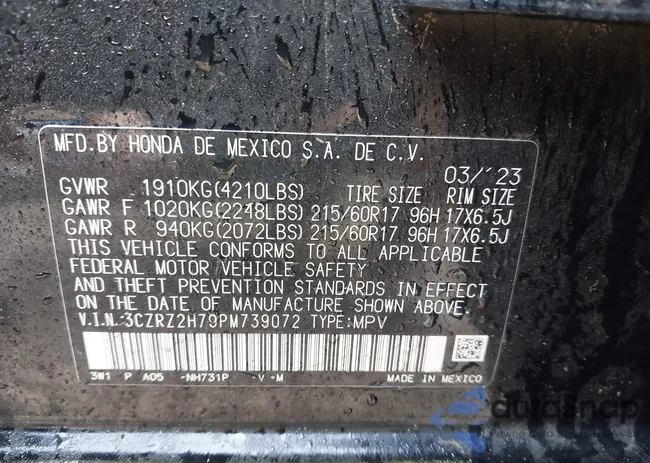 MFD.BY HONDA DE MEXICO S.A. DE C.V.
03/'23
GVWR 1910KG(4210LBS) TIRE SIZE RIM SIZE
GAWR F 1020KG(2248LBS) 215/60R17 96H 17X6.5J
GAWR R 940KG(2072LBS) 215/60R17 96H 17X6.5J
THIS VEHICLE CONFORMS TO ALL APPLICABLE
FEDERAL MOTOR VEHICLE SAFETY
AND THEFT PREVENTION STANDARDS IN EFFECT
ON THE DATE OF MANUFACTURE SHOWN ABOVE.
V.I.N. 3CZRZ2H79PM739072 TYPE:MPV
3W1 P A05 -NH731P -V-M MADE IN MEXICO
autosnap